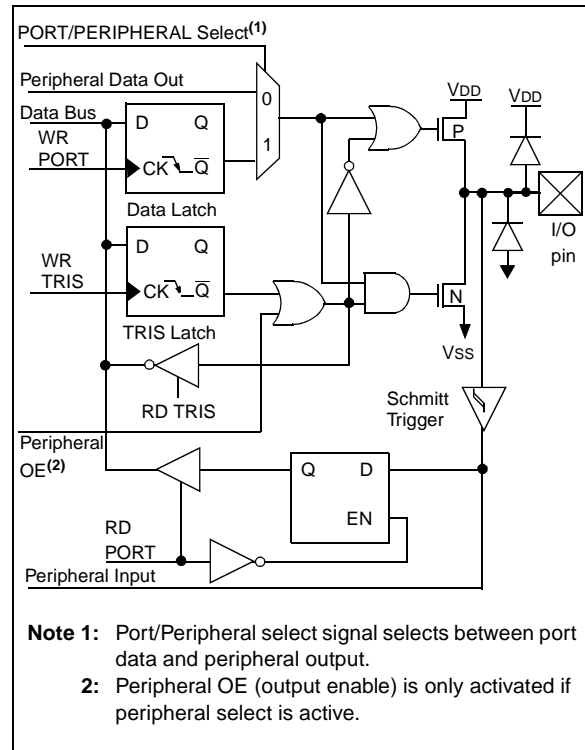 PORT/PERIPHERAL Select(1)
Peripheral Data Out
Data Bus
WR
PORT
D Q
CK Q
Data Latch
0
1
VDD
P
VDD
I/O
pin
WR
TRIS
D Q
CK Q
TRIS Latch
N
VSS
RD TRIS
Schmitt
Trigger
Peripheral
OE(2)
Q D
EN
RD
PORT
Peripheral Input
Note 1: Port/Peripheral select signal selects between port
data and peripheral output.
2: Peripheral OE (output enable) is only activated if
peripheral select is active.